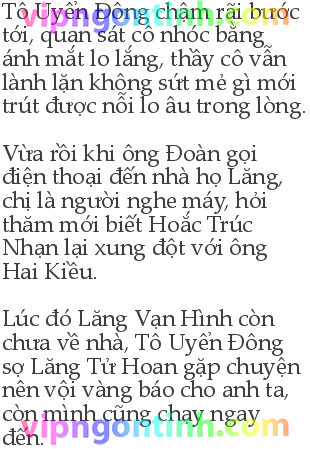 Tô Uyển Đông chậm rãi bước
tới, quan sát cô nhóc bằng
ánh mắt lo lắng, thấy cô vẫn
lành lặn không sứt mẻ gì mới
trút được nỗi lo âu trong lòng.
Vừa rồi khi ông Đoàn gọi
điện thoại đến nhà họ Lăng,
chị là người nghe máy, hỏi
thăm mới biết Hoắc Trúc
Nhạn lại xung đột với ông
Hai Kiều.
Lúc đó Lăng Vạn Hình còn
chưa về nhà, Tô Uyển Đông
sợ Lăng Tử Hoan gặp chuyện
nên vội vàng báo cho anh ta,
còn mình cũng chạy ngay
đến.
vipngontinh.com
vipngontinh.com